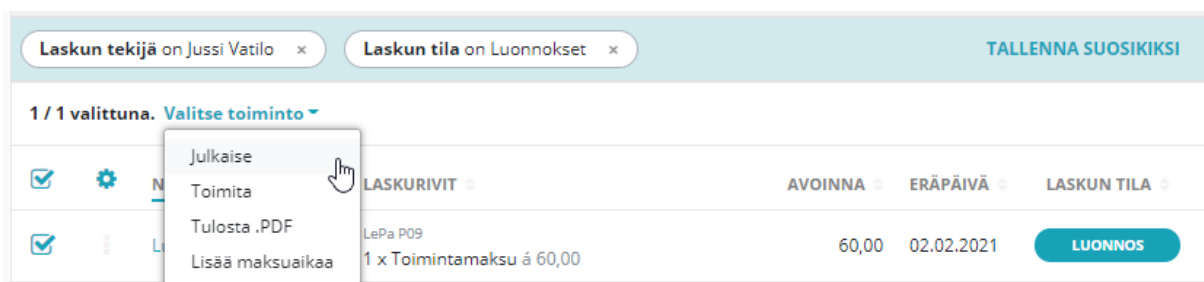 Laskun tekijä on Jussi Vatilo × Laskun tila on Luonnokset × TALLENNA SUOSIKIKSI
1 / 1 valittuna. Valitse toiminto
Julkaise
Toimita
Tulosta .PDF
Lisää maksuaikaa
LASKURIVIT AVOINNA ERÄPÄIVÄ LASKUN TILA
LePa P09
1 x Toimintamaksu á 60,00 60,00 02.02.2021 LUONNOS